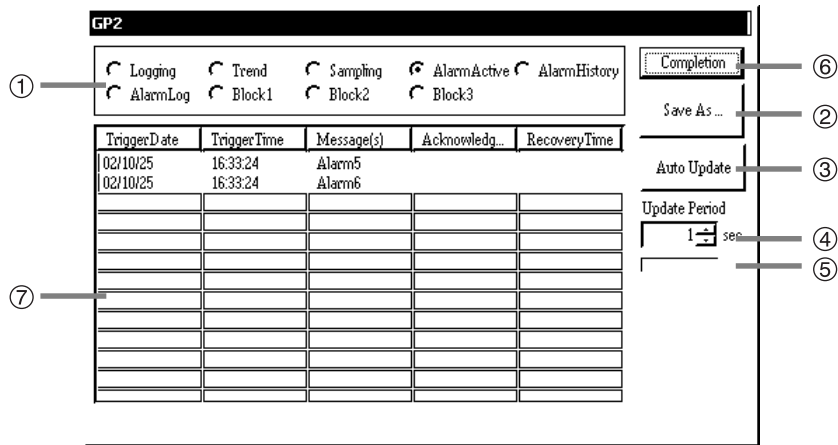 GP2
Logging Trend Sampling AlarmActive AlarmHistory
AlarmLog Block1 Block2 Block3
Completion
Save As ...
Auto Update
Update Period
1 sec
TriggerDate TriggerTime Message(s) Acknowledg... RecoveryTime
02/10/25 16:33:24 Alarm5
02/10/25 16:33:24 Alarm6
①
⑦
⑥
②
③
④
⑤